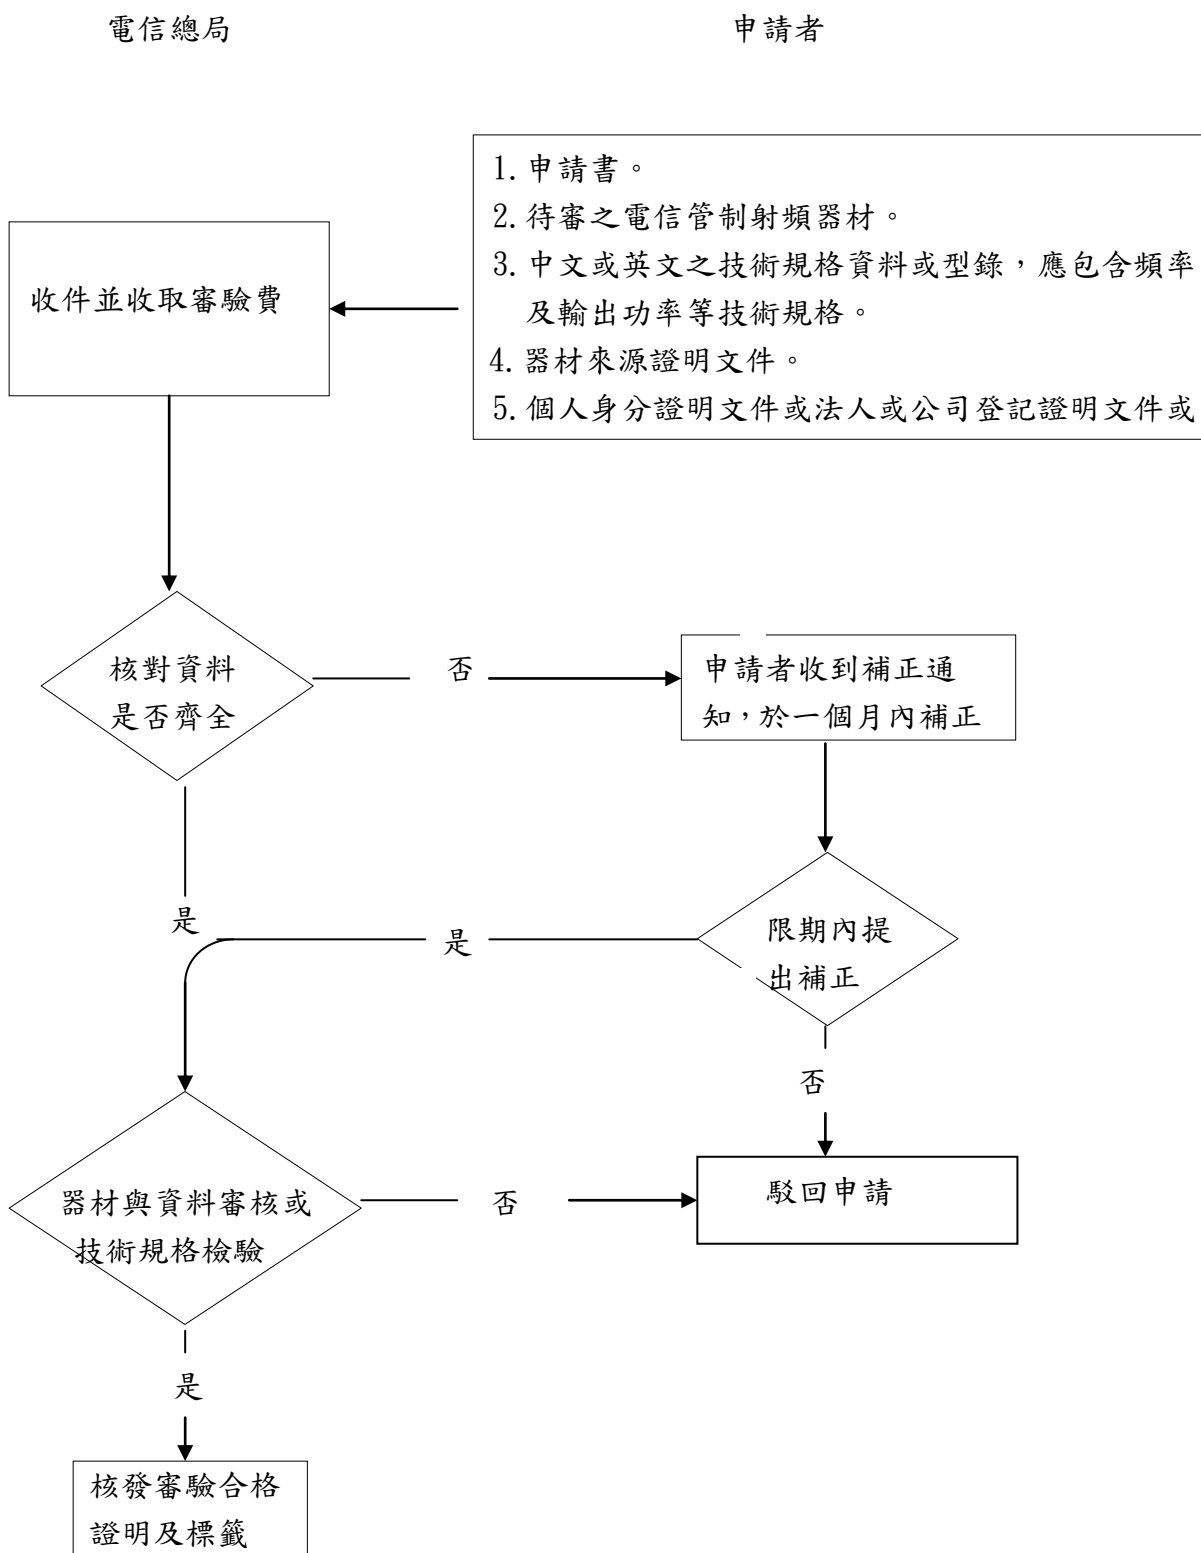 電信總局
申請者
1. 申請書。
2. 待審之電信管制射頻器材。
3. 中文或英文之技術規格資料或型錄，應包含頻率
及輸出功率等技術規格。
4. 器材來源證明文件。
5. 個人身分證明文件或法人或公司登記證明文件或
收件並收取審驗費
核對資料
是否齊全
否
申請者收到補正通
知，於一個月內補正
是
是
限期內提
出補正
否
器材與資料審核或
技術規格檢驗
否
駁回申請
是
核發審驗合格
證明及標籤